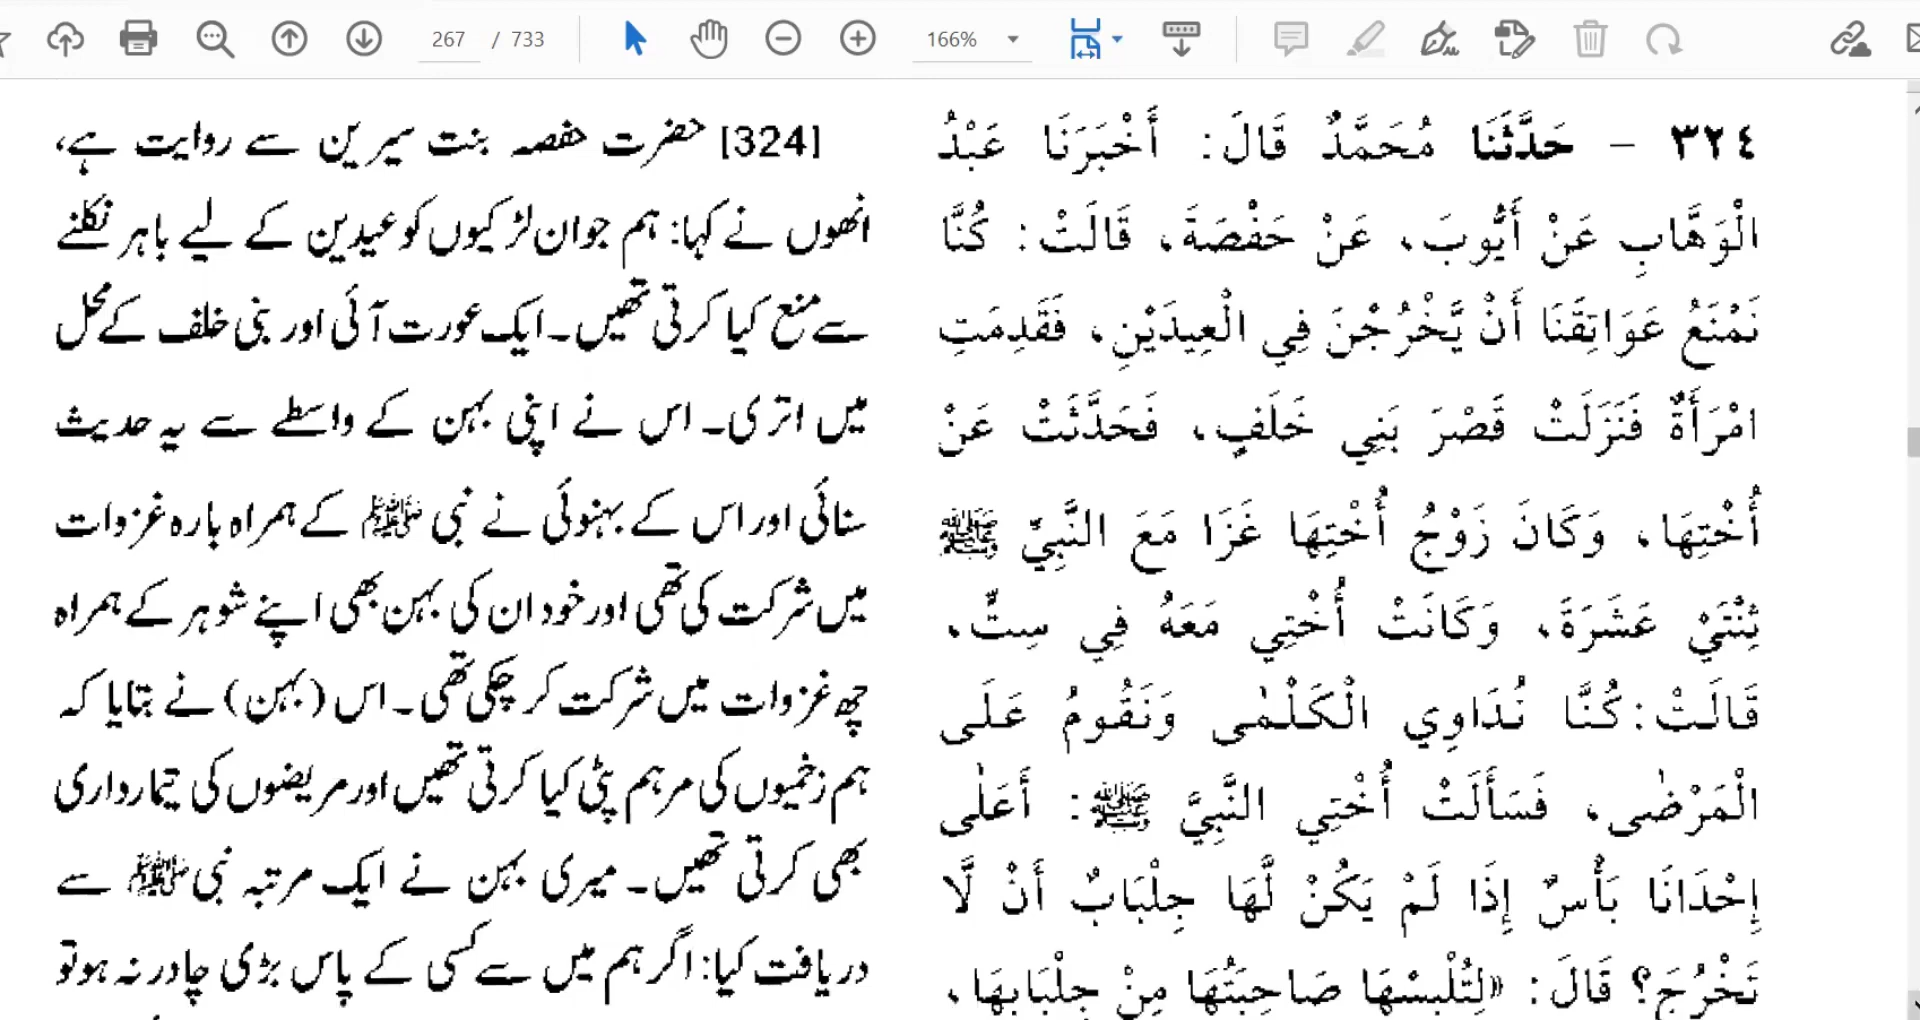 267 / 733
166%
٣٢٤ - حَدَّثَنَا مُحَمَّدٌ قَالَ: أَخْبَرَنَا عَبْدُ
الْوَهَّابِ عَنْ أَيُّوبَ، عَنْ حَفْصَةَ، قَالَتْ: كُنَّا
نَمْنَعُ عَوَاتِقَنَا أَنْ يَّخْرُجْنَ فِي الْعِيدَيْنِ، فَقَدِمَتِ
امْرَأَةٌ فَنَزَلَتْ قَصْرَ بَنِي خَلَفٍ، فَحَدَّثَتْ عَنْ
أُخْتِهَا، وَكَانَ زَوْجُ أُخْتِهَا غَزَا مَعَ النَّبِيِّ ﷺ
ثِنْتَيْ عَشَرَةَ، وَكَانَتْ أُخْتِي مَعَهُ فِي سِتٍّ،
قَالَتْ: كُنَّا نُدَاوِي الْكَلْمٰى وَنَقُومُ عَلَى
الْمَرْضٰى، فَسَأَلَتْ أُخْتِي النَّبِيَّ ﷺ: أَعَلٰى
إِحْدَانَا بَأْسٌ إِذَا لَمْ يَكُنْ لَّهَا جِلْبَابٌ أَنْ لَّا
تَخْرُجَ؟ قَالَ: «لِتُلْبِسْهَا صَاحِبَتُهَا مِنْ جِلْبَابِهَا،
[324] حضرت حفصہ بنت سیرین سے روایت ہے،
انھوں نے کہا: ہم جوان لڑکیوں کو عیدین کے لیے باہر نکلنے
سے منع کیا کرتی تھیں۔ ایک عورت آئی اور بنی خلف کے محل
میں اتری۔ اس نے اپنی بہن کے واسطے سے یہ حدیث
سنائی اور اس کے بہنوئی نے نبی ﷺ کے ہمراہ بارہ غزوات
میں شرکت کی تھی اور خود ان کی بہن بھی اپنے شوہر کے ہمراہ
چھ غزوات میں شرکت کر چکی تھی۔ اس (بہن) نے بتایا کہ
ہم زخمیوں کی مرہم پٹی کیا کرتی تھیں اور مریضوں کی تیمارداری
بھی کرتی تھیں۔ میری بہن نے ایک مرتبہ نبی ﷺ سے
دریافت کیا: اگر ہم میں سے کسی کے پاس بڑی چادر نہ ہو تو